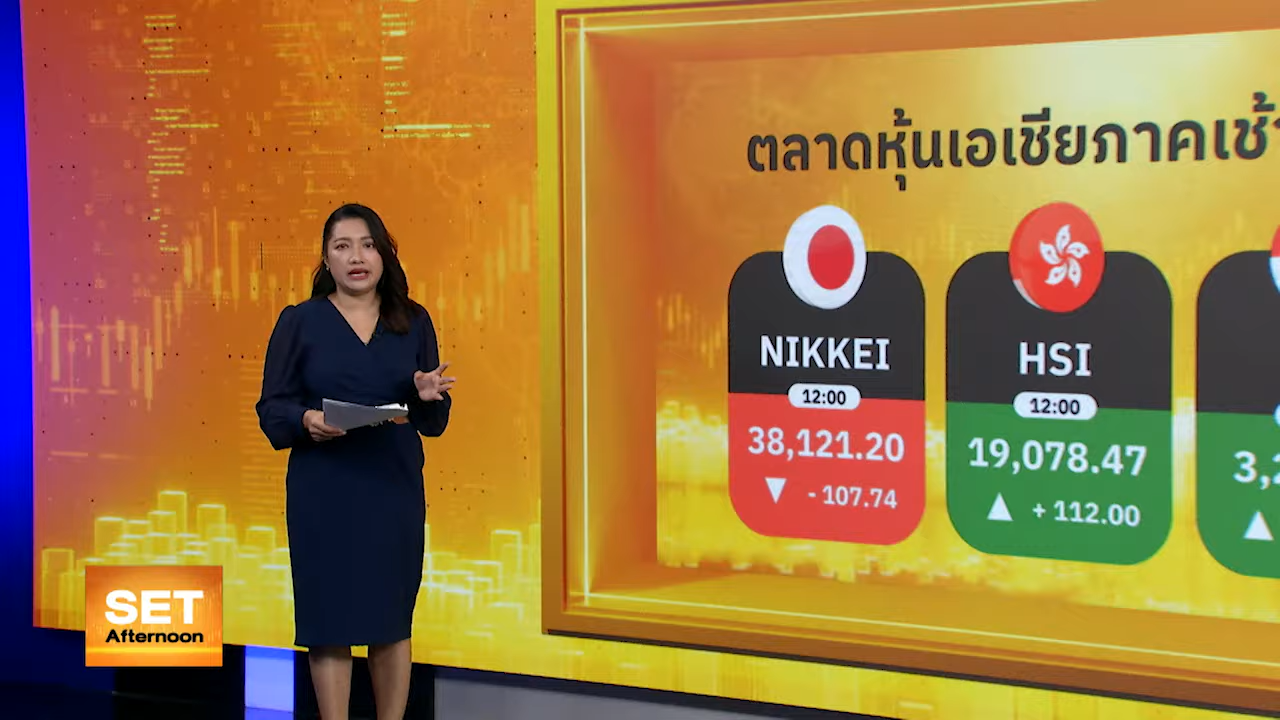 ตลาดหุ้นเอเชียภาคเช้
NIKKEI
12:00
38,121.20
▼ - 107.74
HSI
12:00
19,078.47
▲ + 112.00
▲
SET
Afternoon